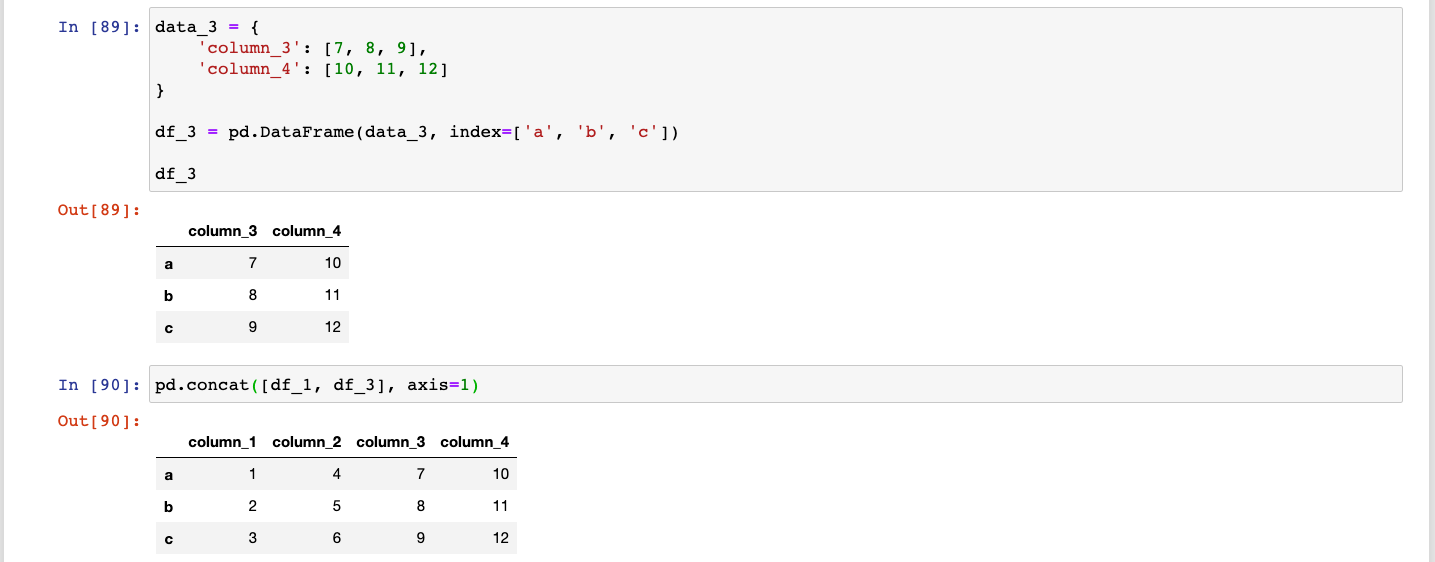 In [89]: data_3 = {
'column_3': [7, 8, 9],
'column_4': [10, 11, 12]
}
df_3 = pd.DataFrame(data_3, index=['a', 'b', 'c'])
df_3
Out[89]:
column_3 column_4
a 7 10
b 8 11
c 9 12
In [90]: pd.concat([df_1, df_3], axis=1)
Out[90]:
column_1 column_2 column_3 column_4
a 1 4 7 10
b 2 5 8 11
c 3 6 9 12